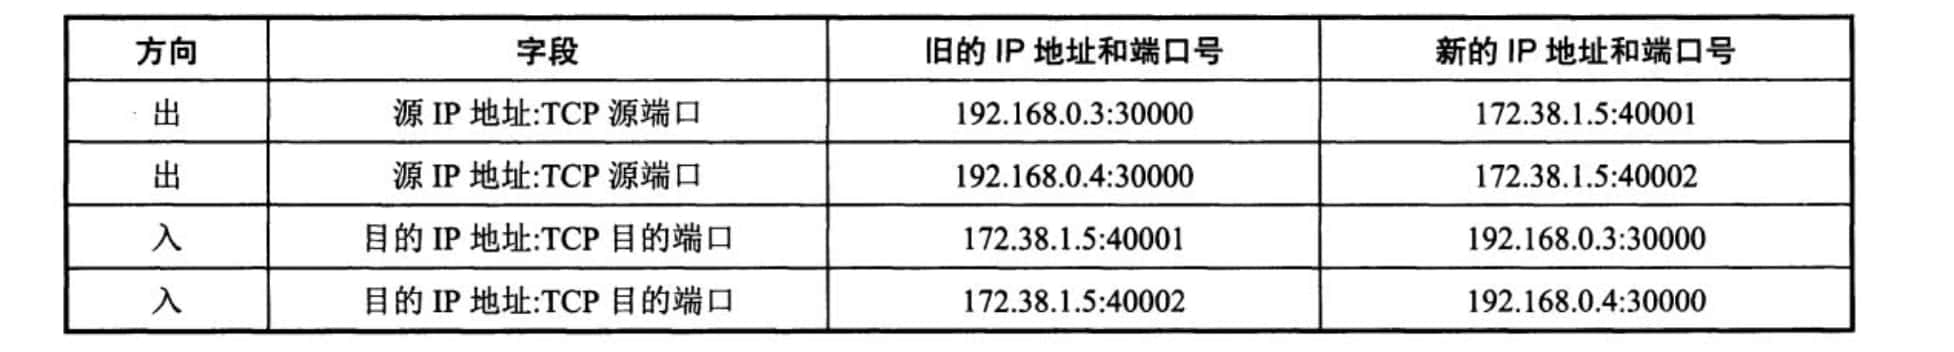 方向 字段 旧的 IP 地址和端口号 新的 IP 地址和端口号
出 源 IP 地址:TCP 源端口 192.168.0.3:30000 172.38.1.5:40001
出 源 IP 地址:TCP 源端口 192.168.0.4:30000 172.38.1.5:40002
入 目的 IP 地址:TCP 目的端口 172.38.1.5:40001 192.168.0.3:30000
入 目的 IP 地址:TCP 目的端口 172.38.1.5:40002 192.168.0.4:30000